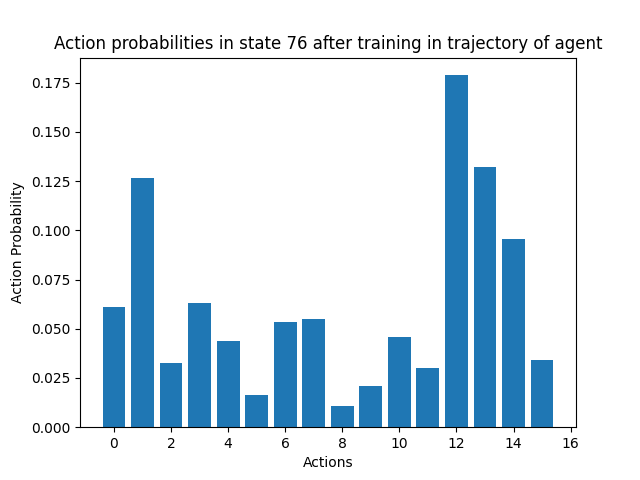 Action probabilities in state 76 after training in trajectory of agent
0.175
0.150
0.125
0.100
0.075
0.050
0.025
0.000
Action Probability
0 2 4 6 8 10 12 14 16
Actions